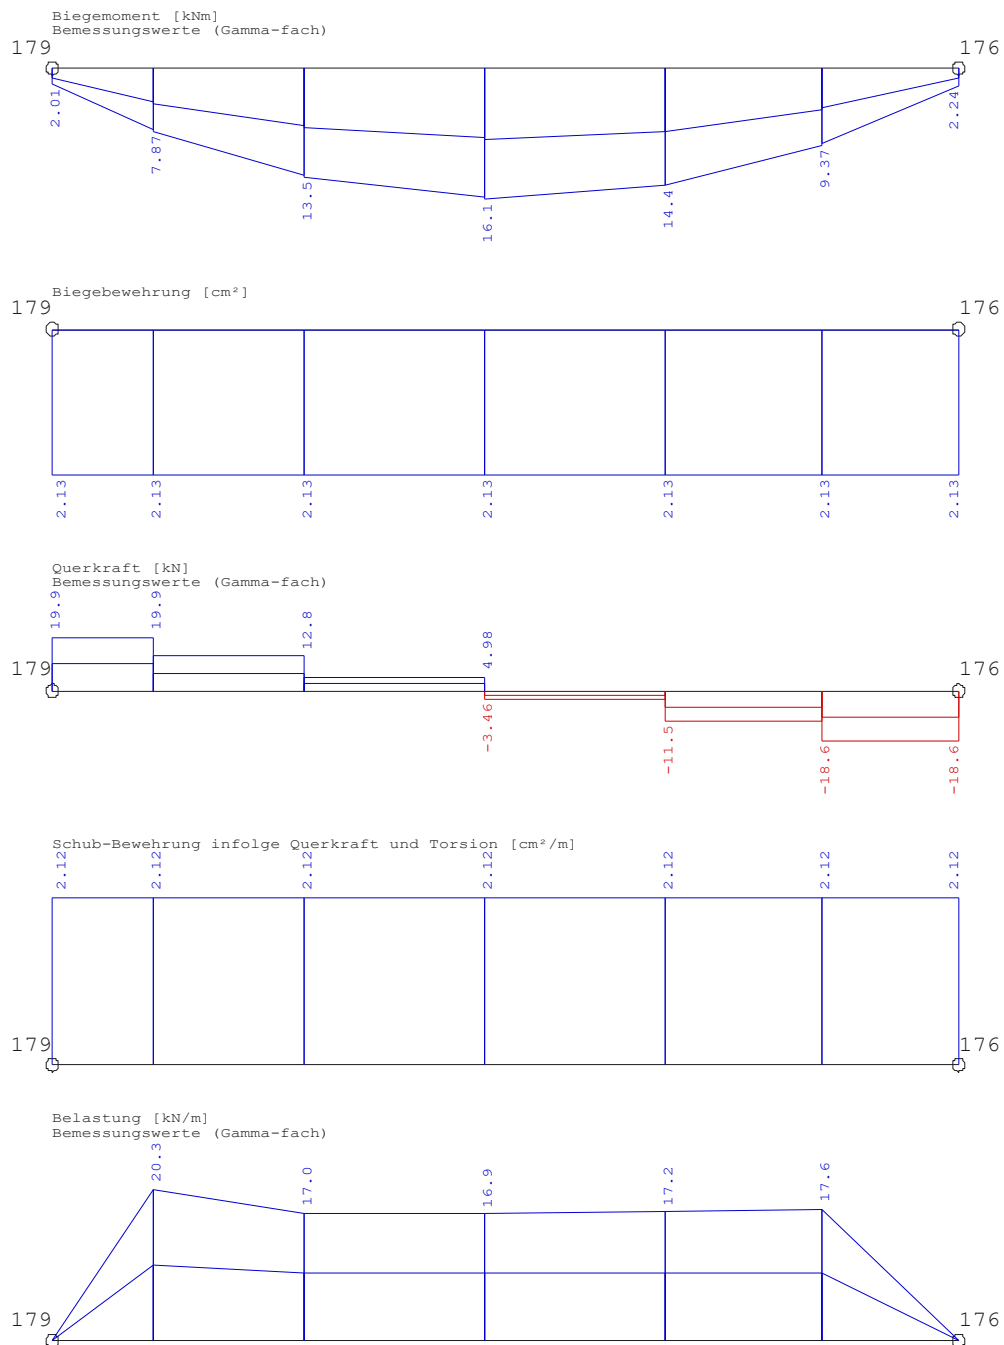 Biegemoment [kNm]
Bemessungswerte (Gamma-fach)
179 176
2.01 7.87 13.5 16.1 14.4 9.37 2.24
Biegebewehrung [cm²]
179 176
2.13 2.13 2.13 2.13 2.13 2.13 2.13
Querkraft [kN]
Bemessungswerte (Gamma-fach)
19.9 19.9 12.8 4.98
179 176
-3.46 -11.5 -18.6 -18.6
Schub-Bewehrung infolge Querkraft und Torsion [cm²/m]
2.12 2.12 2.12 2.12 2.12 2.12 2.12
179 176
Belastung [kN/m]
Bemessungswerte (Gamma-fach)
20.3 17.0 16.9 17.2 17.6
179 176